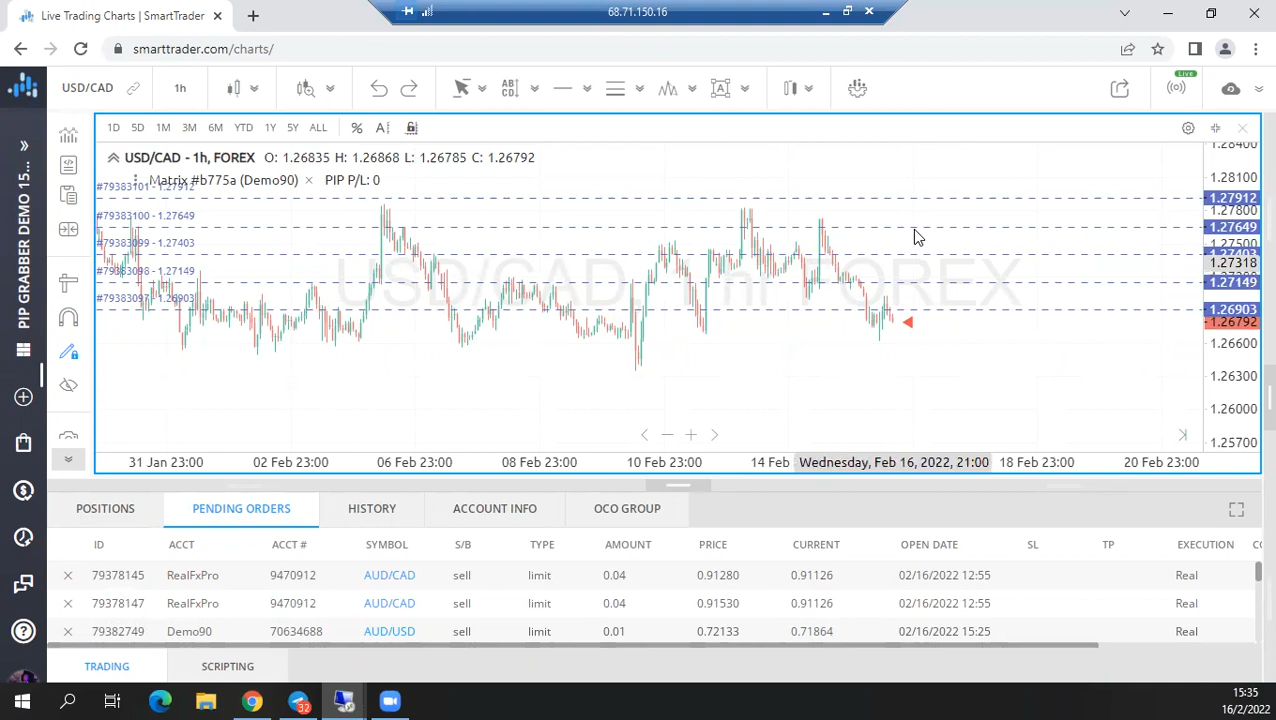 Live Trading Charts | SmartTrader
68.71.150.16
smarttrader.com/charts/
USD/CAD
1h
AB
CD
A
Live
1D 5D 1M 3M 6M YTD 1Y 5Y ALL % A
USD/CAD - 1h, FOREX O: 1.26835 H: 1.26868 L: 1.26785 C: 1.26792
Matrix #b775a (Demo90) × PIP P/L: 0
#79383101 - 1.27912
#79383100 - 1.27649
#79383099 - 1.27403
#79383098 - 1.27149
#79383097 - 1.26903
USD/CAD, 1h, FOREX
1.28400
1.28100
1.27912
1.27800
1.27649
1.27500
1.27403
1.27318
1.27149
1.26903
1.26792
1.26600
1.26300
1.26000
1.25700
31 Jan 23:00 02 Feb 23:00 06 Feb 23:00 08 Feb 23:00 10 Feb 23:00 14 Feb Wednesday, Feb 16, 2022, 21:00 18 Feb 23:00 20 Feb 23:00
PIP GRABBER DEMO 15...
POSITIONS PENDING ORDERS HISTORY ACCOUNT INFO OCO GROUP
ID ACCT ACCT # SYMBOL S/B TYPE AMOUNT PRICE CURRENT OPEN DATE SL TP EXECUTION CO
79378145 RealFxPro 9470912 AUD/CAD sell limit 0.04 0.91280 0.91126 02/16/2022 12:55 Real
79378147 RealFxPro 9470912 AUD/CAD sell limit 0.04 0.91530 0.91126 02/16/2022 12:55 Real
79382749 Demo90 70634688 AUD/USD sell limit 0.01 0.72133 0.71864 02/16/2022 15:25 Real
TRADING SCRIPTING
32
15:35
16/2/2022